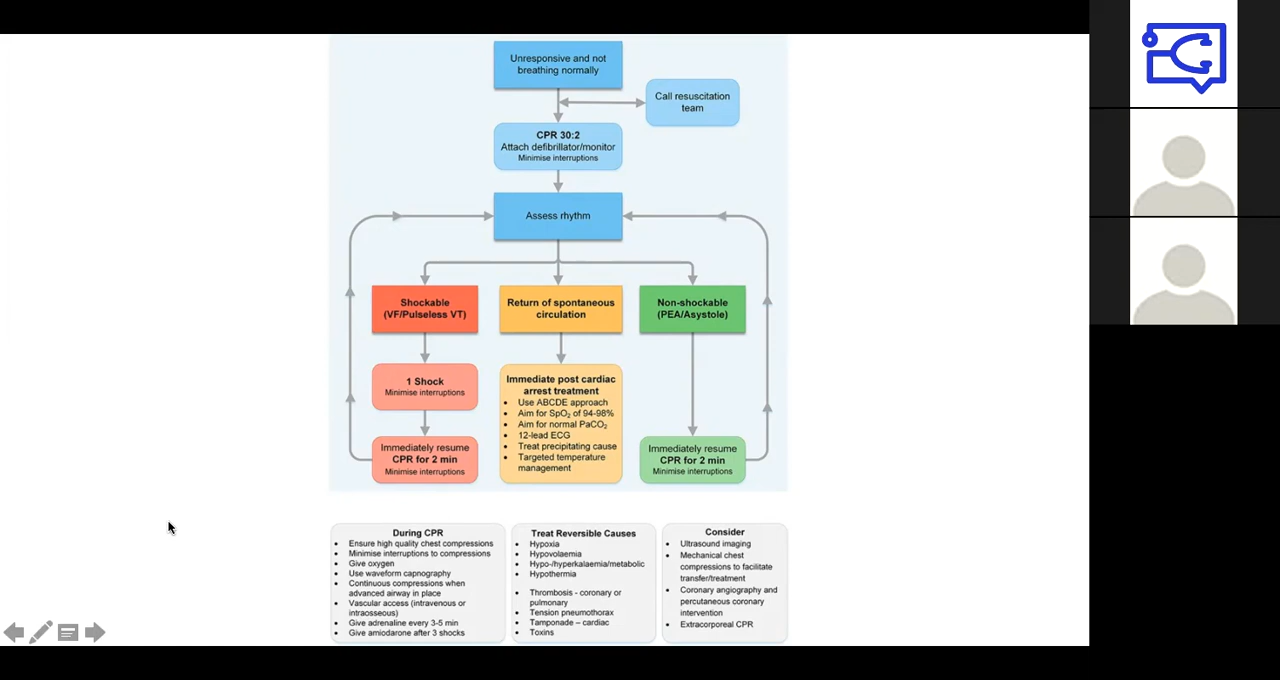 Unresponsive and not
breathing normally
Call resuscitation
team
CPR 30:2
Attach defibrillator/monitor
Minimise interruptions
Assess rhythm
Shockable
(VF/Pulseless VT)
Return of spontaneous
circulation
Non-shockable
(PEA/Asystole)
1 Shock
Minimise interruptions
Immediately resume
CPR for 2 min
Minimise interruptions
Immediate post cardiac
arrest treatment
• Use ABCDE approach
• Aim for SpO₂ of 94-98%
• Aim for normal PaCO₂
• 12-lead ECG
• Treat precipitating cause
• Targeted temperature
management
Immediately resume
CPR for 2 min
Minimise interruptions
During CPR
• Ensure high quality chest compressions
• Minimise interruptions to compressions
• Give oxygen
• Use waveform capnography
• Continuous compressions when
advanced airway in place
• Vascular access (intravenous or
intraosseous)
• Give adrenaline every 3-5 min
• Give amiodarone after 3 shocks
Treat Reversible Causes
• Hypoxia
• Hypovolaemia
• Hypo-/hyperkalaemia/metabolic
• Hypothermia
• Thrombosis - coronary or
pulmonary
• Tension pneumothorax
• Tamponade – cardiac
• Toxins
Consider
• Ultrasound imaging
• Mechanical chest
compressions to facilitate
transfer/treatment
• Coronary angiography and
percutaneous coronary
intervention
• Extracorporeal CPR